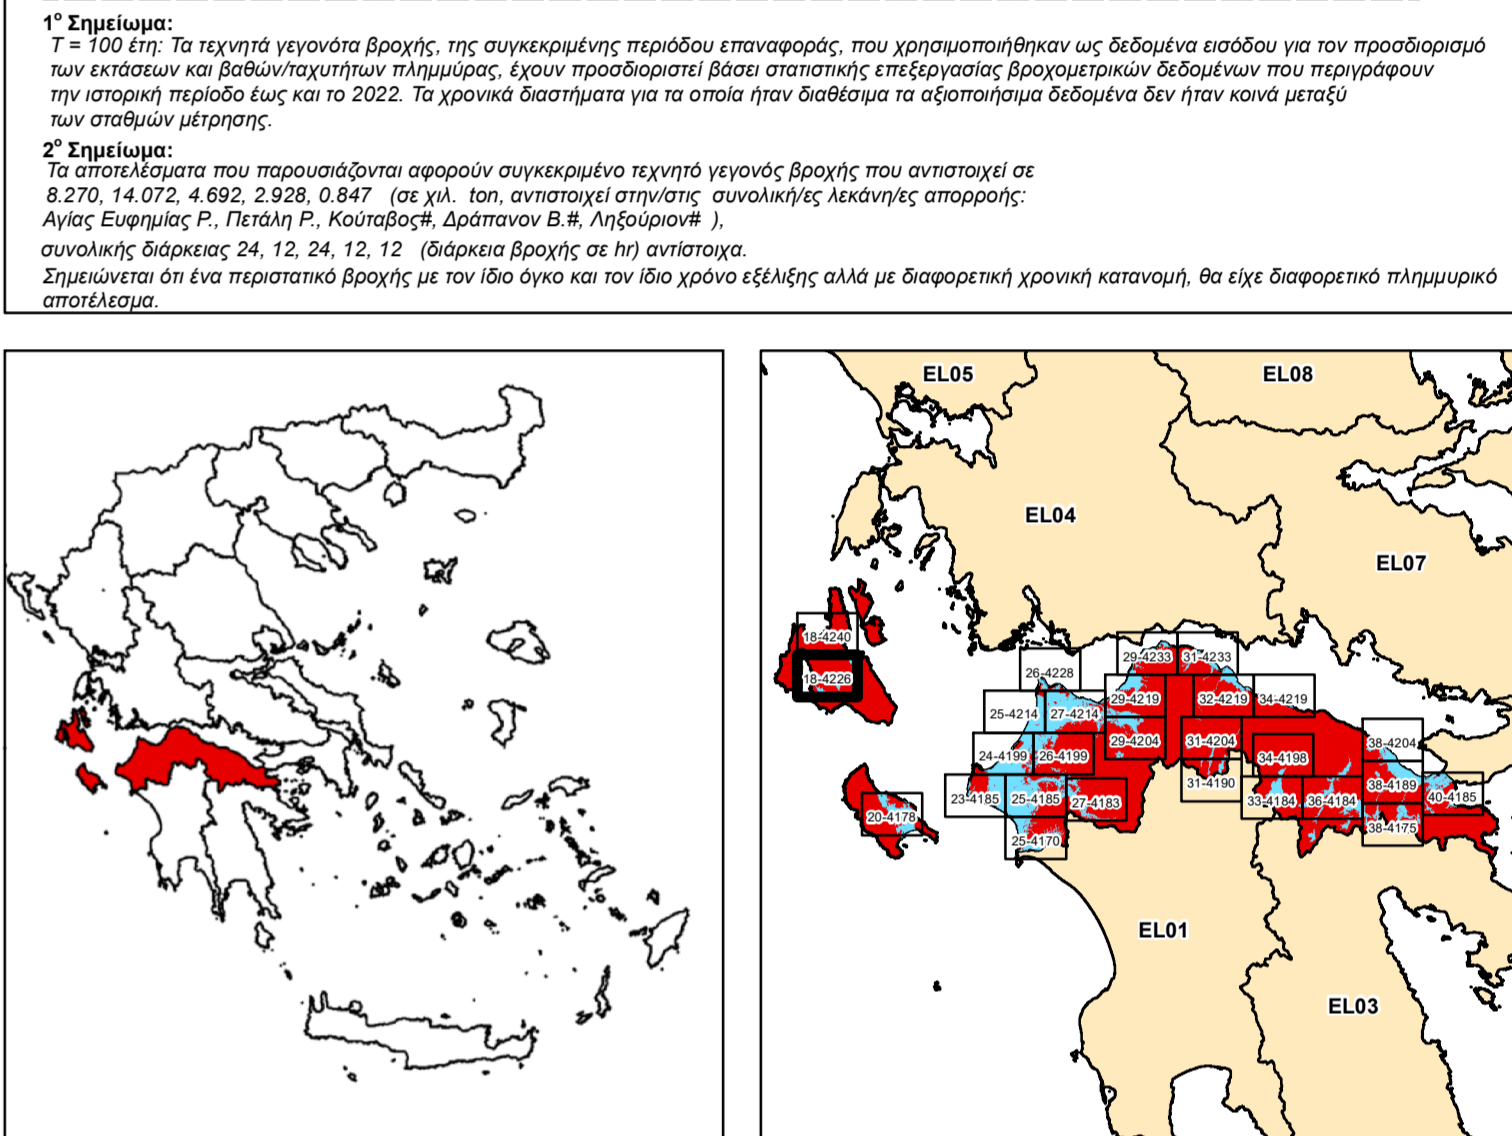 1ο Σημείωμα:
Τ = 100 έτη: Τα τεχνητά γεγονότα βροχής, της συγκεκριμένης περιόδου επαναφοράς, που χρησιμοποιήθηκαν ως δεδομένα εισόδου για τον προσδιορισμό
των εκτάσεων και βαθών/ταχυτήτων πλημμύρας, έχουν προσδιοριστεί βάσει στατιστικής επεξεργασίας βροχομετρικών δεδομένων που περιγράφουν
την ιστορική περίοδο έως και το 2022. Τα χρονικά διαστήματα για τα οποία ήταν διαθέσιμα τα αξιοποιήσιμα δεδομένα δεν ήταν κοινά μεταξύ
των σταθμών μέτρησης.
2ο Σημείωμα:
Τα αποτελέσματα που παρουσιάζονται αφορούν συγκεκριμένο τεχνητό γεγονός βροχής που αντιστοιχεί σε
8.270, 14.072, 4.692, 2.928, 0.847 (σε χιλ. ton, αντιστοιχεί στην/στις συνολική/ες λεκάνη/ες απορροής:
Αγίας Ευφημίας Ρ., Πετάλη Ρ., Κούταβος#, Δράπανον Β.#, Ληξούριον# ),
συνολικής διάρκειας 24, 12, 24, 12, 12 (διάρκεια βροχής σε hr) αντίστοιχα.
Σημειώνεται ότι ένα περιστατικό βροχής με τον ίδιο όγκο και τον ίδιο χρόνο εξέλιξης αλλά με διαφορετική χρονική κατανομή, θα είχε διαφορετικό πλημμυρικό
αποτέλεσμα.
EL05
EL08
EL04
EL07
18-4240
18-4226
29-4233
31-4233
26-4228
29-4219
32-4219
34-4219
25-4214
27-4214
29-4204
31-4204
38-4204
24-4199
26-4199
34-4198
31-4190
38-4189
23-4185
25-4185
27-4183
33-4184
36-4184
40-4185
20-4178
38-4175
25-4170
EL01
EL03